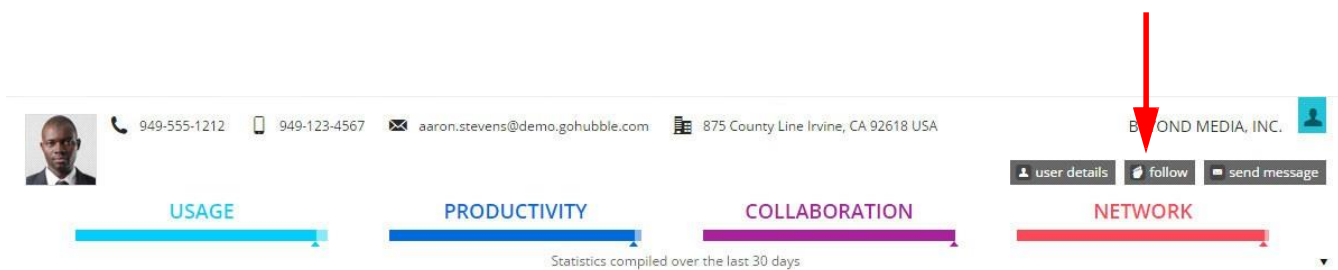 949-555-1212 949-123-4567 aaron.stevens@demo.gohubble.com 875 County Line Irvine, CA 92618 USA MEDIA, INC.
user details follow send message
USAGE PRODUCTIVITY COLLABORATION NETWORK
Statistics compiled over the last 30 days